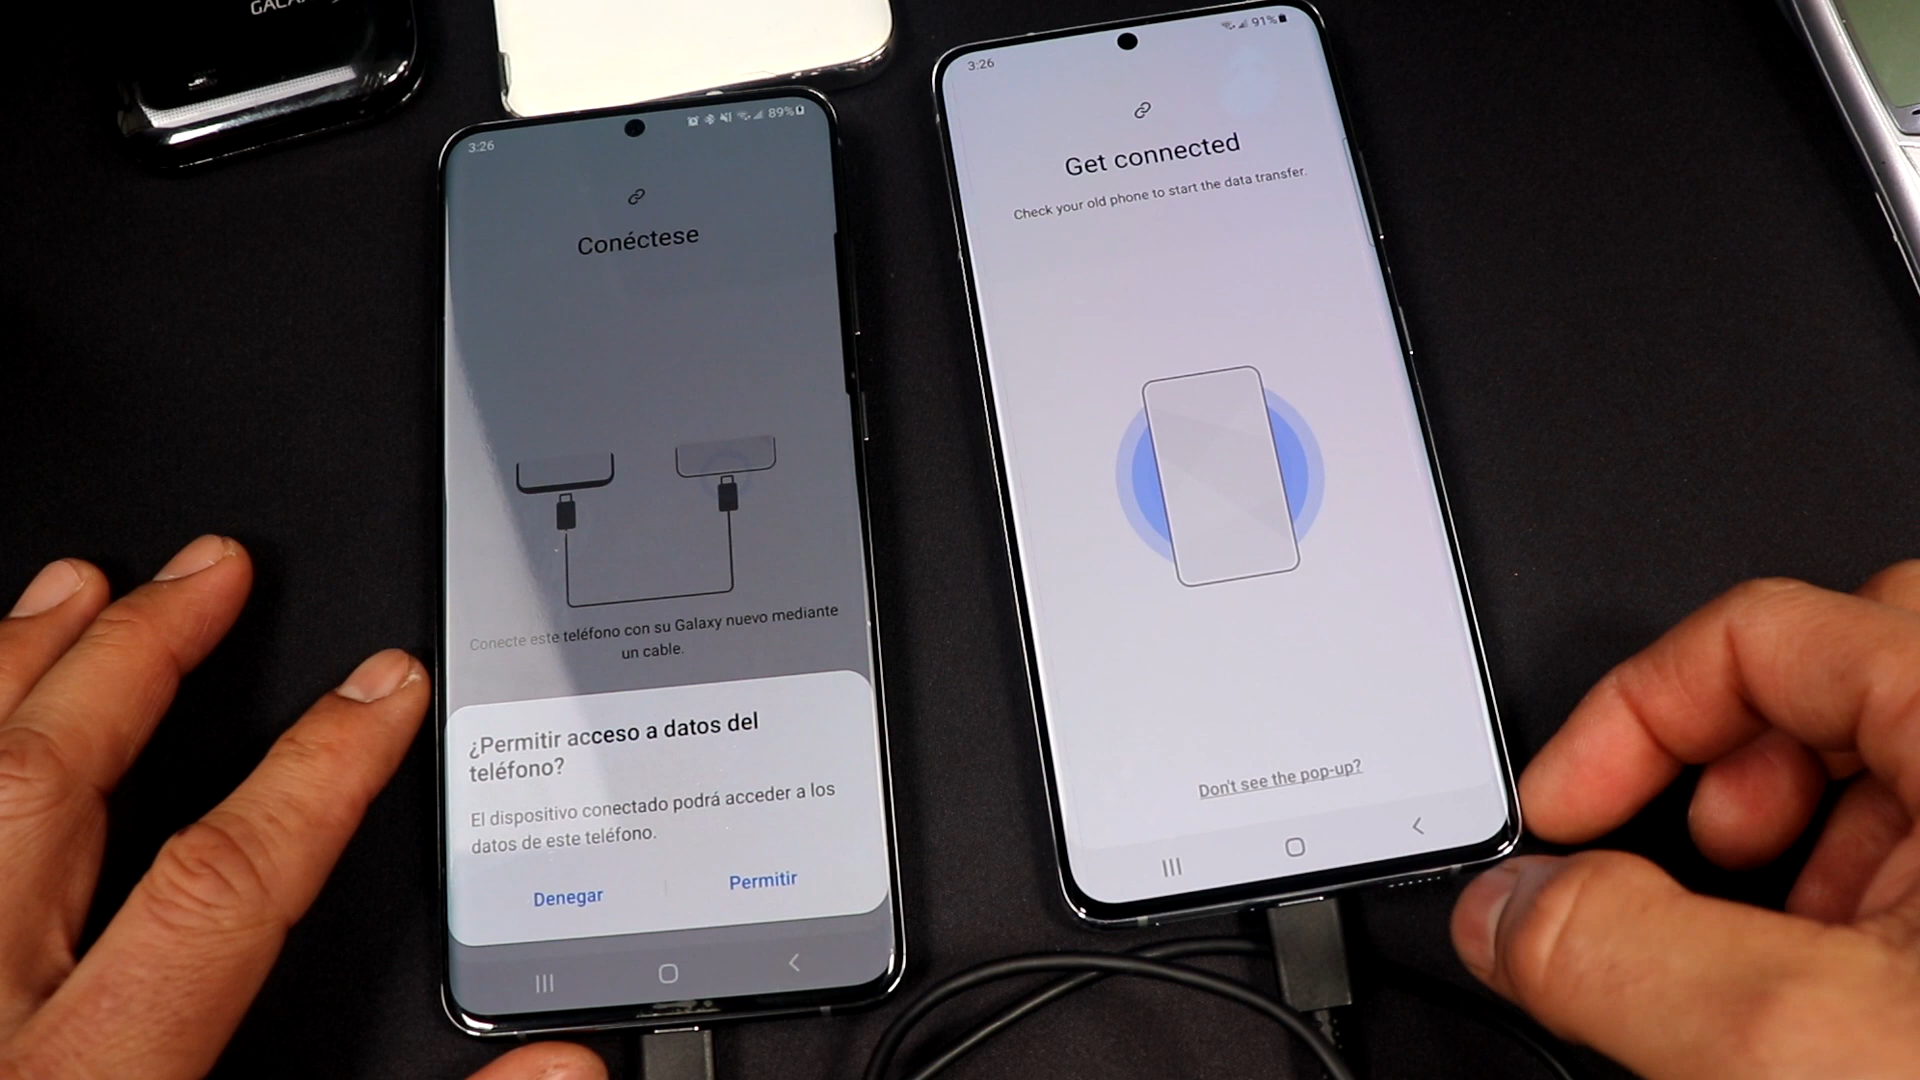 3:26
89%
Conéctese
Conecte este teléfono con su Galaxy nuevo mediante
un cable.
¿Permitir acceso a datos del
teléfono?
El dispositivo conectado podrá acceder a los
datos de este teléfono.
Denegar
Permitir
3:26
91%
Get connected
Check your old phone to start the data transfer.
Don't see the pop-up?